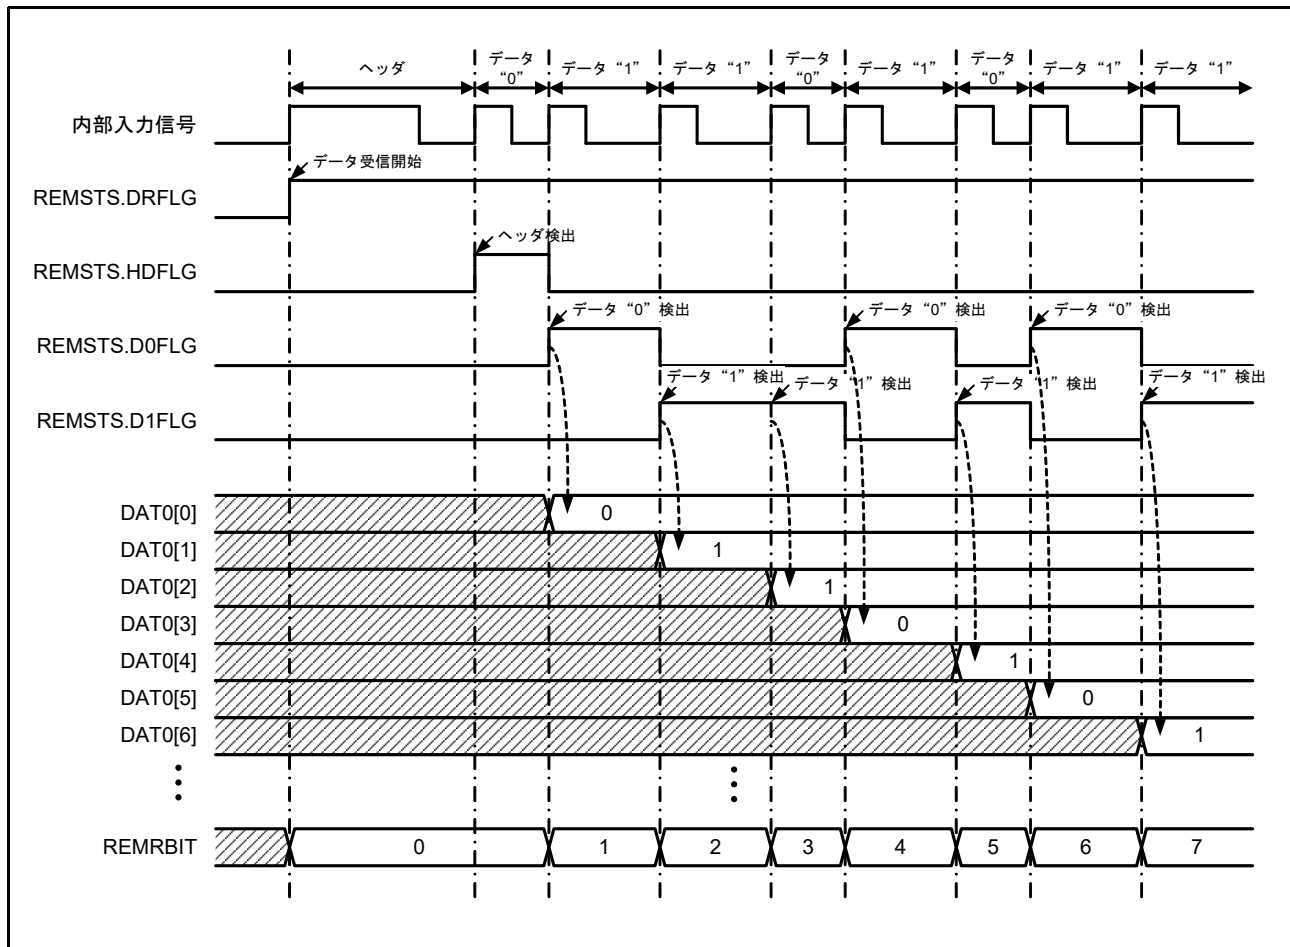 ヘッダ データ “0” データ “1” データ “1” データ “0” データ “1” データ “0” データ “1” データ “1”
内部入力信号
データ受信開始
REMSTS.DRFLG
ヘッダ検出
REMSTS.HDFLG
データ “0” 検出 データ “0” 検出 データ “0” 検出
REMSTS.D0FLG
データ “1” 検出 データ “1” 検出 データ “1” 検出 データ “1” 検出
REMSTS.D1FLG
DAT0[0] 0
DAT0[1] 1
DAT0[2] 1
DAT0[3] 0
DAT0[4] 1
DAT0[5] 0
DAT0[6] 1
REMRBIT 0 1 2 3 4 5 6 7